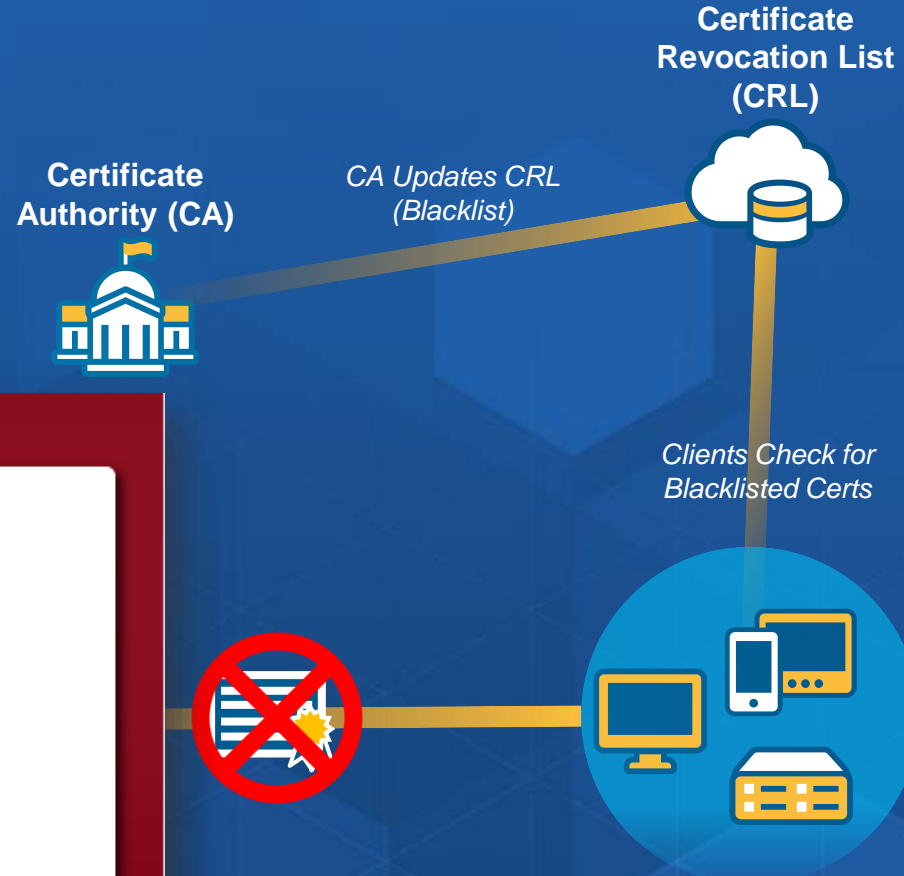 Certificate
Revocation List
(CRL)
Certificate
Authority (CA)
CA Updates CRL
(Blacklist)
Clients Check for
Blacklisted Certs